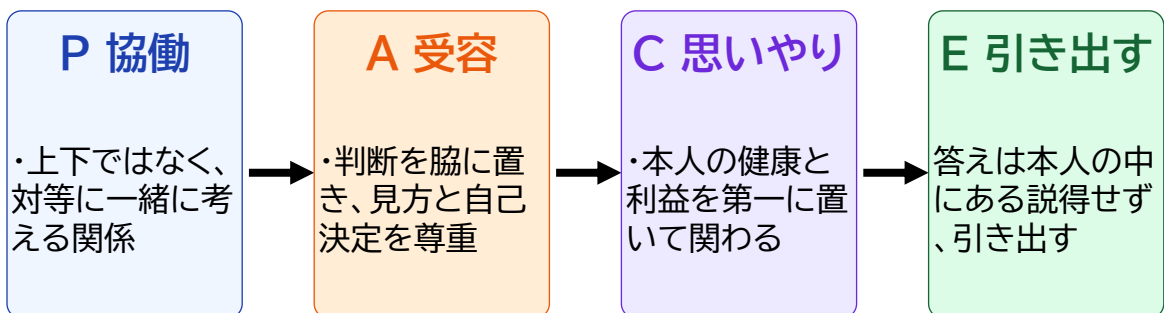 P 協働
・上下ではなく、
対等に一緒に考
える関係
A 受容
・判断を脇に置
き、見方と自己
決定を尊重
C 思いやり
・本人の健康と
利益を第一に置
いて関わる
E 引き出す
答えは本人の中
にある説得せず
、引き出す